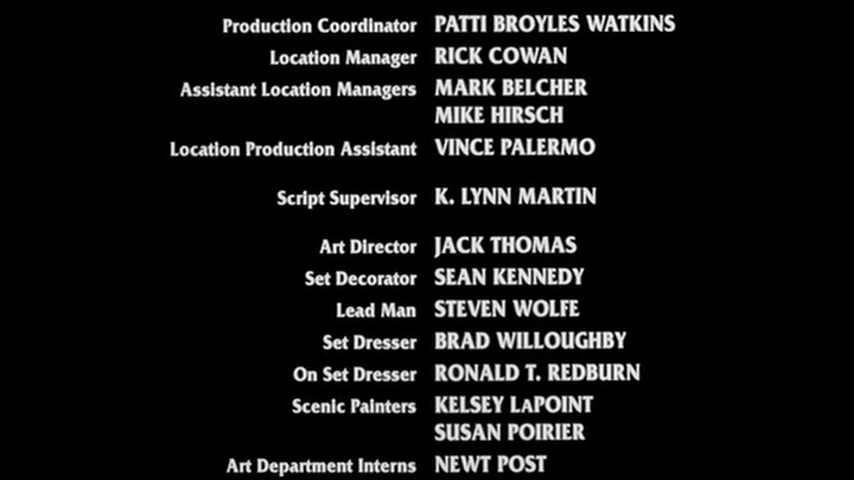 Production Coordinator PATTI BROYLES WATKINS
Location Manager RICK COWAN
Assistant Location Managers MARK BELCHER
MIKE HIRSCH
Location Production Assistant VINCE PALERMO
Script Supervisor K. LYNN MARTIN
Art Director JACK THOMAS
Set Decorator SEAN KENNEDY
Lead Man STEVEN WOLFE
Set Dresser BRAD WILLOUGHBY
On Set Dresser RONALD T. REDBURN
Scenic Painters KELSEY LAPOINT
SUSAN POIRIER
Art Department Interns NEWT POST